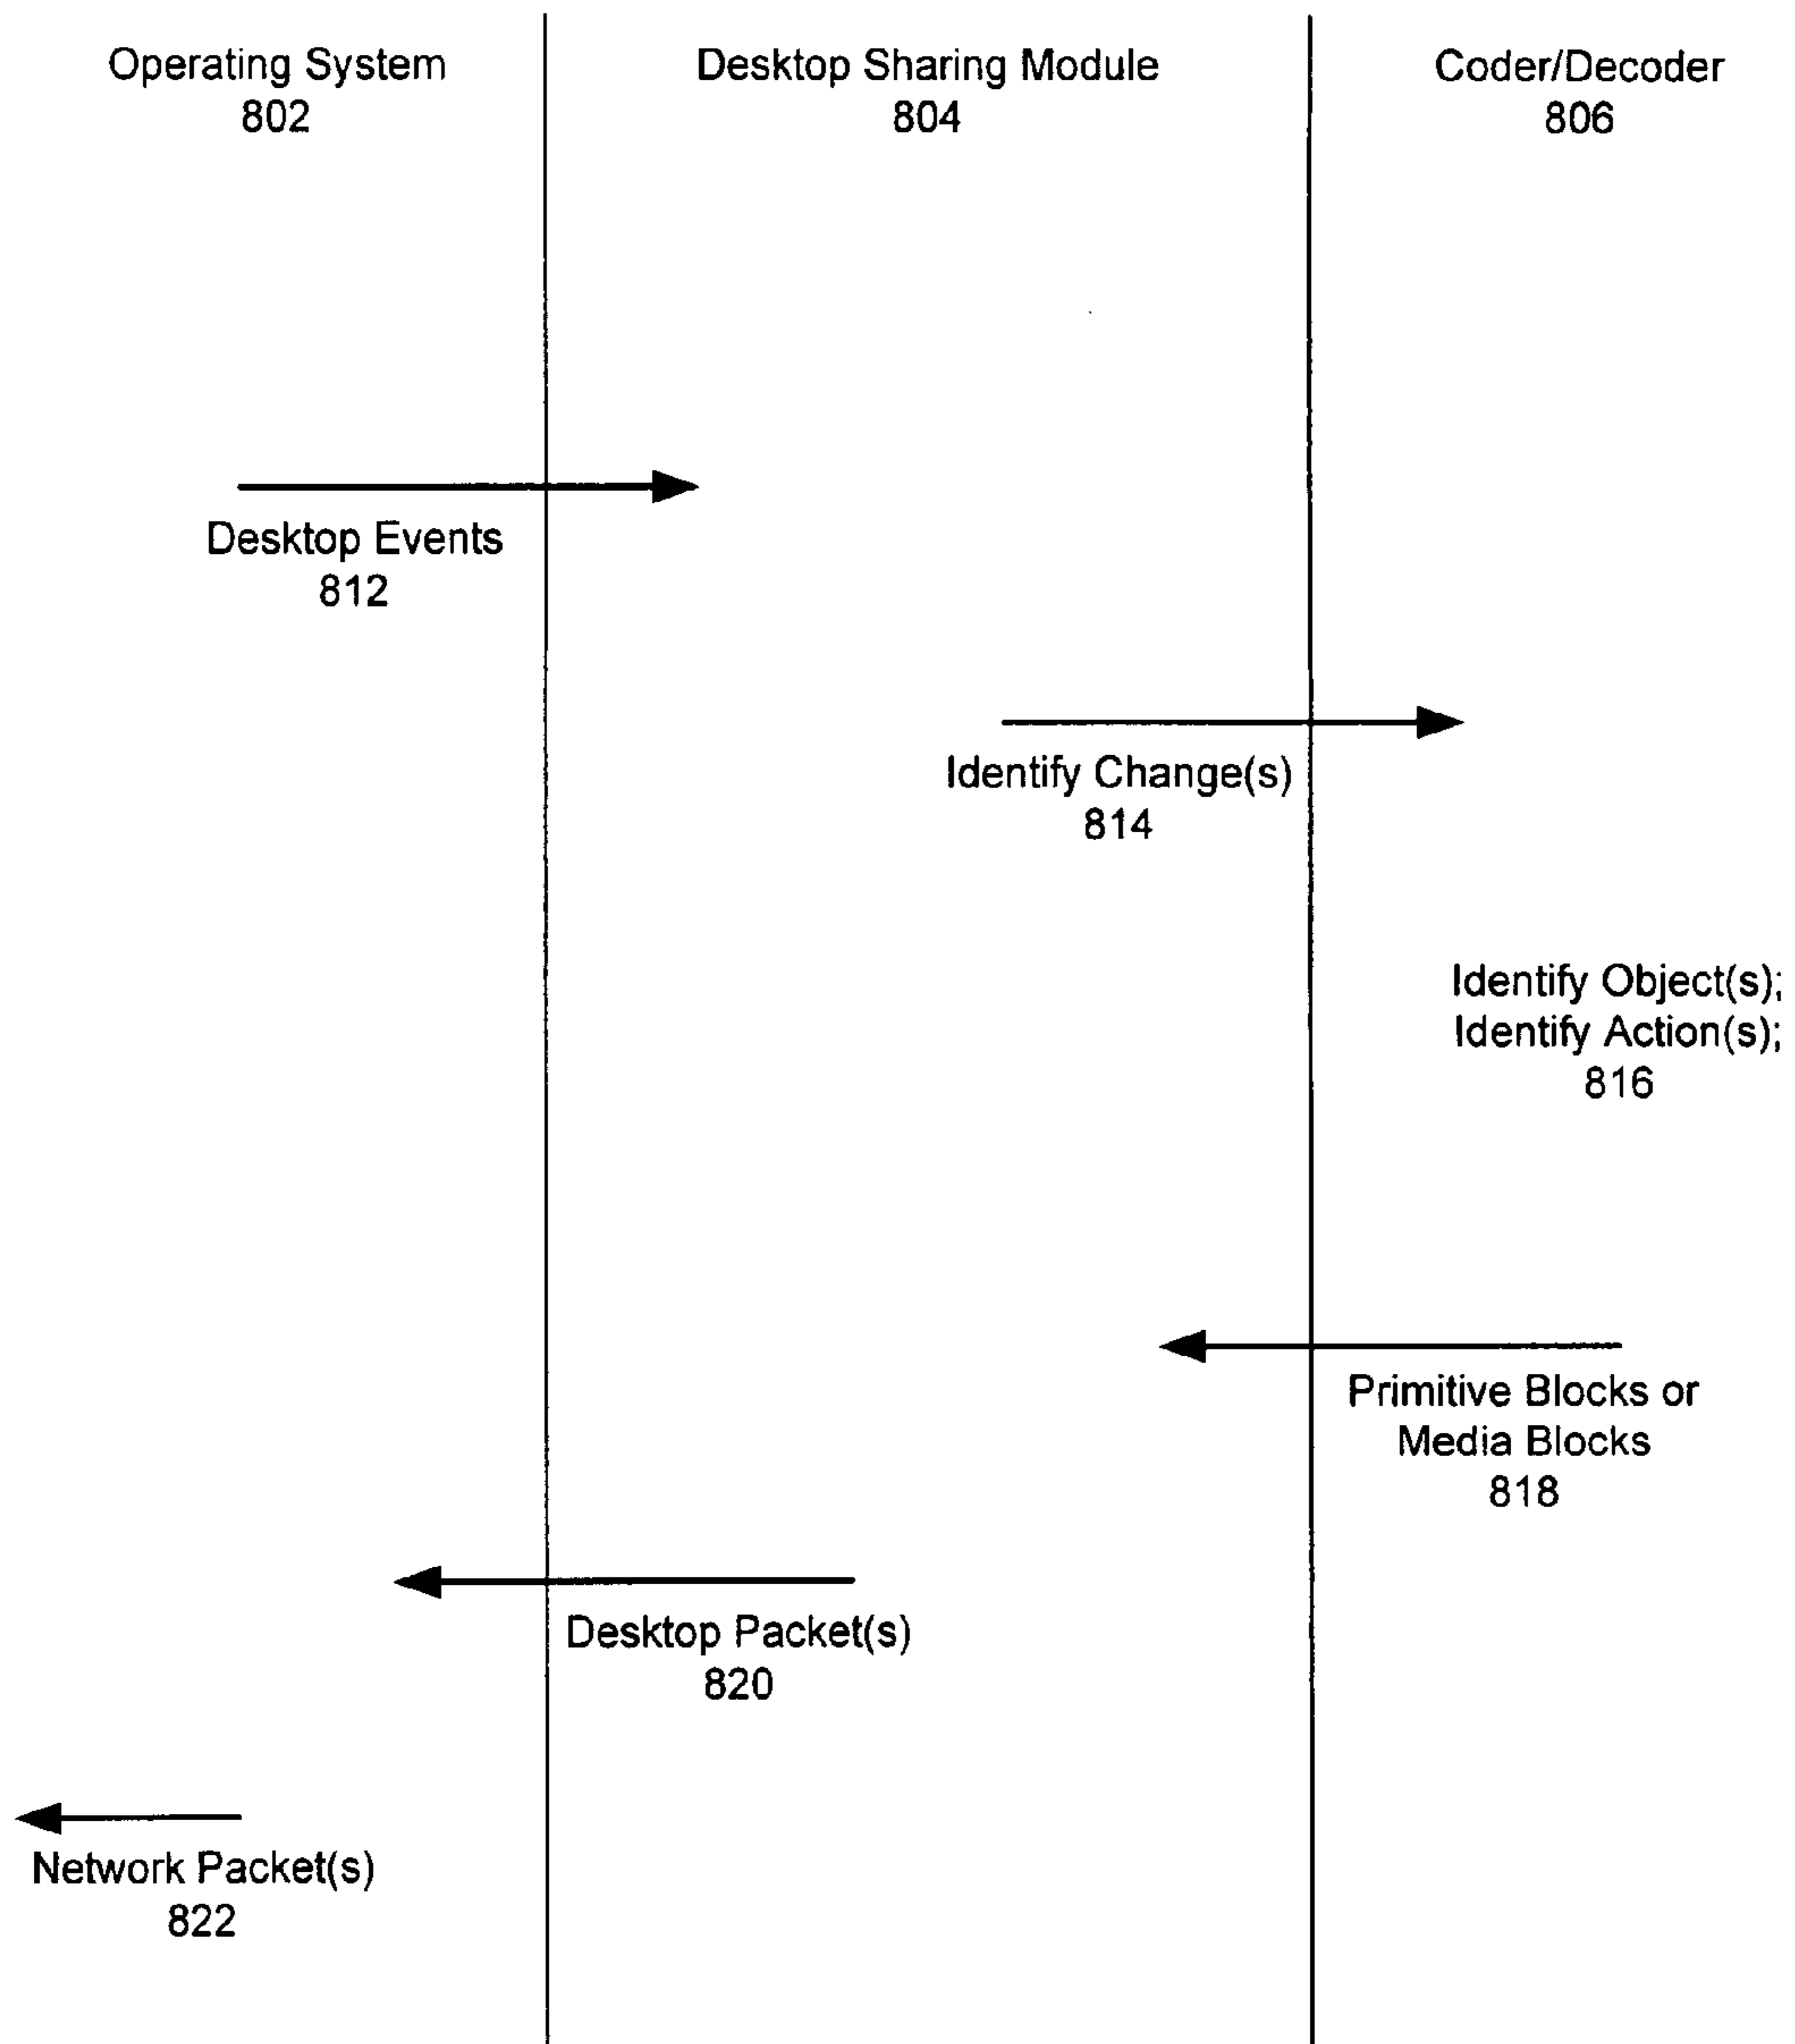 Operating System
802
Desktop Sharing Module
804
Coder/Decoder
806
Desktop Events
812
Identify Change(s)
814
Identify Object(s);
Identify Action(s);
816
Primitive Blocks or
Media Blocks
818
Desktop Packet(s)
820
Network Packet(s)
822